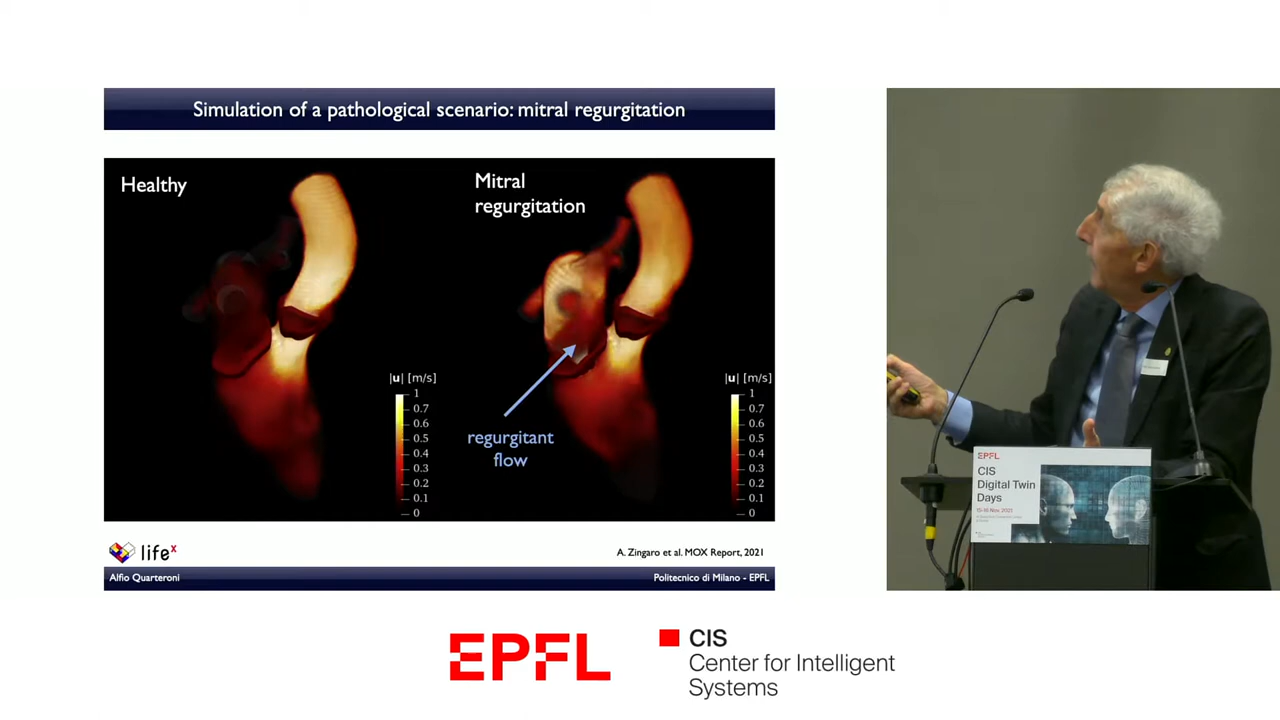 Simulation of a pathological scenario: mitral regurgitation
Healthy
Mitral
regurgitation
|u| [m/s]
1
0.7
0.6
0.5
0.4
0.3
0.2
0.1
0
regurgitant
flow
|u| [m/s]
1
0.7
0.6
0.5
0.4
0.3
0.2
0.1
0
lifex
A. Zingaro et al. MOX Report, 2021
Alfio Quarteroni
Politecnico di Milano - EPFL
EPFL
CIS
Digital Twin
Days
15-16 Nov, 2021
EPFL
CIS
Center for Intelligent
Systems